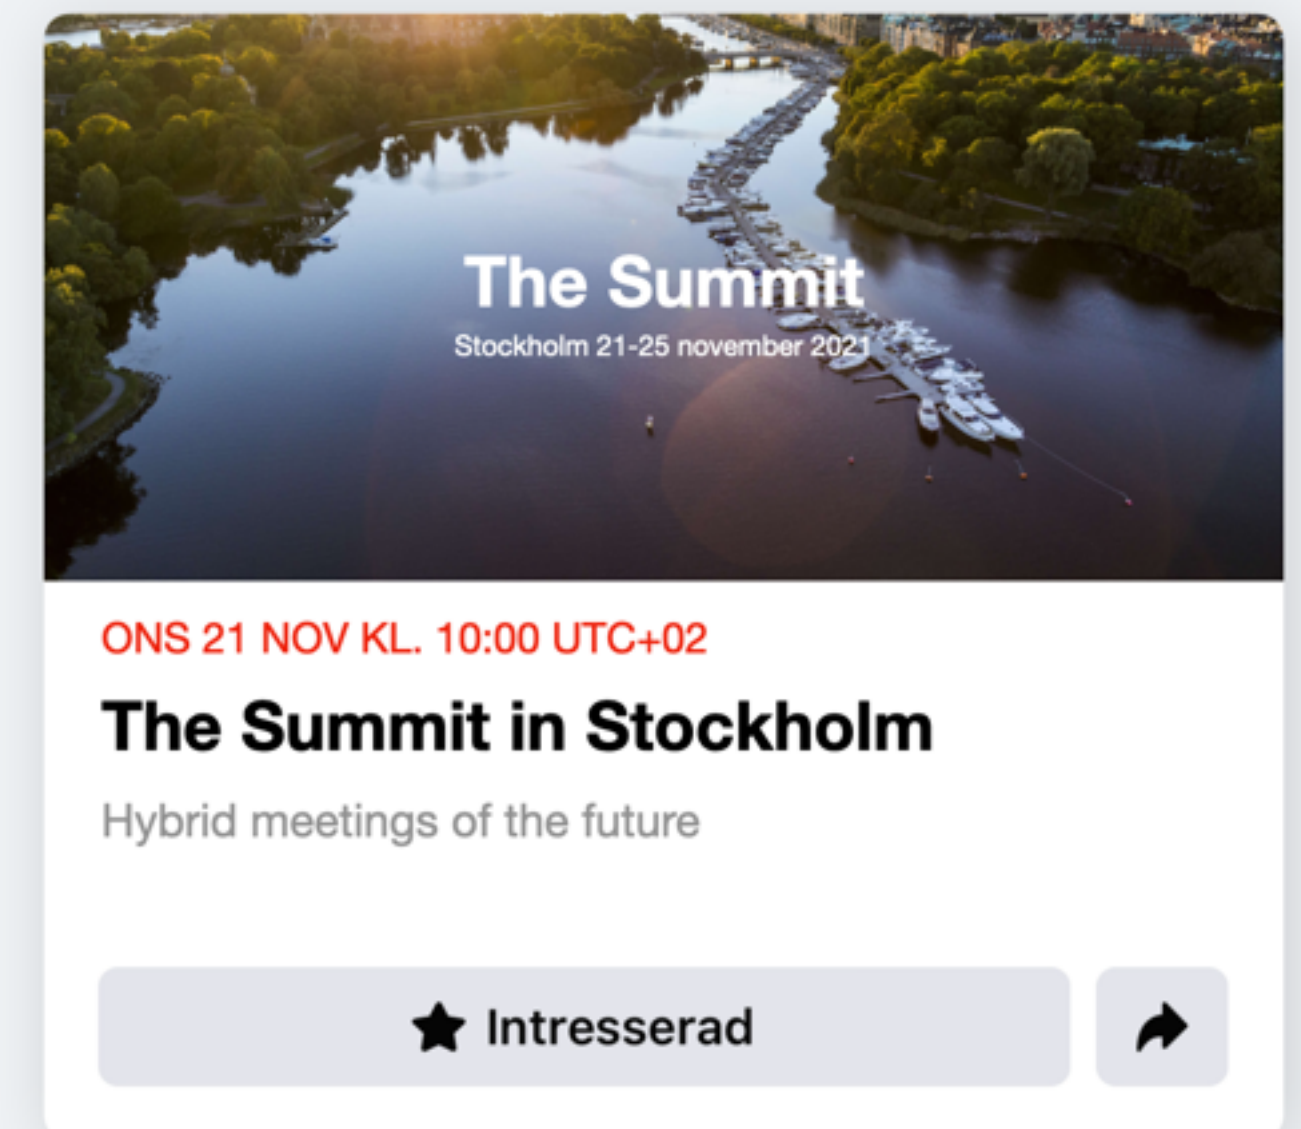 The Summit
Stockholm 21-25 november 2021
ONS 21 NOV KL. 10:00 UTC+02
The Summit in Stockholm
Hybrid meetings of the future
Intresserad